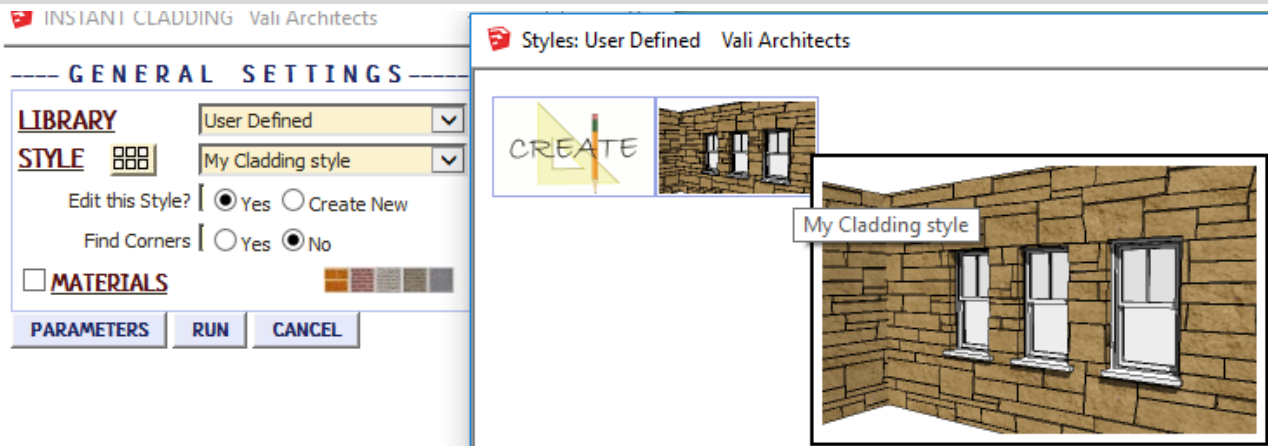 INSTANT CLADDING Vali Architects
---- GENERAL SETTINGS-----
LIBRARY User Defined
STYLE My Cladding style
Edit this Style? Yes Create New
Find Corners Yes No
MATERIALS
PARAMETERS RUN CANCEL
Styles: User Defined Vali Architects
CREATE
My Cladding style